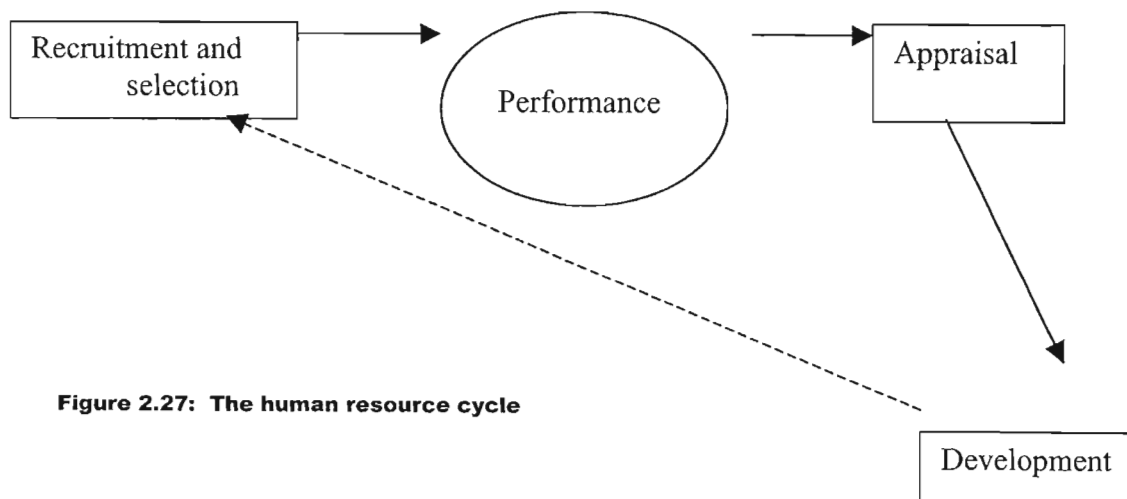 Recruitment and
selection
Performance
Appraisal
Figure 2.27: The human resource cycle
Development